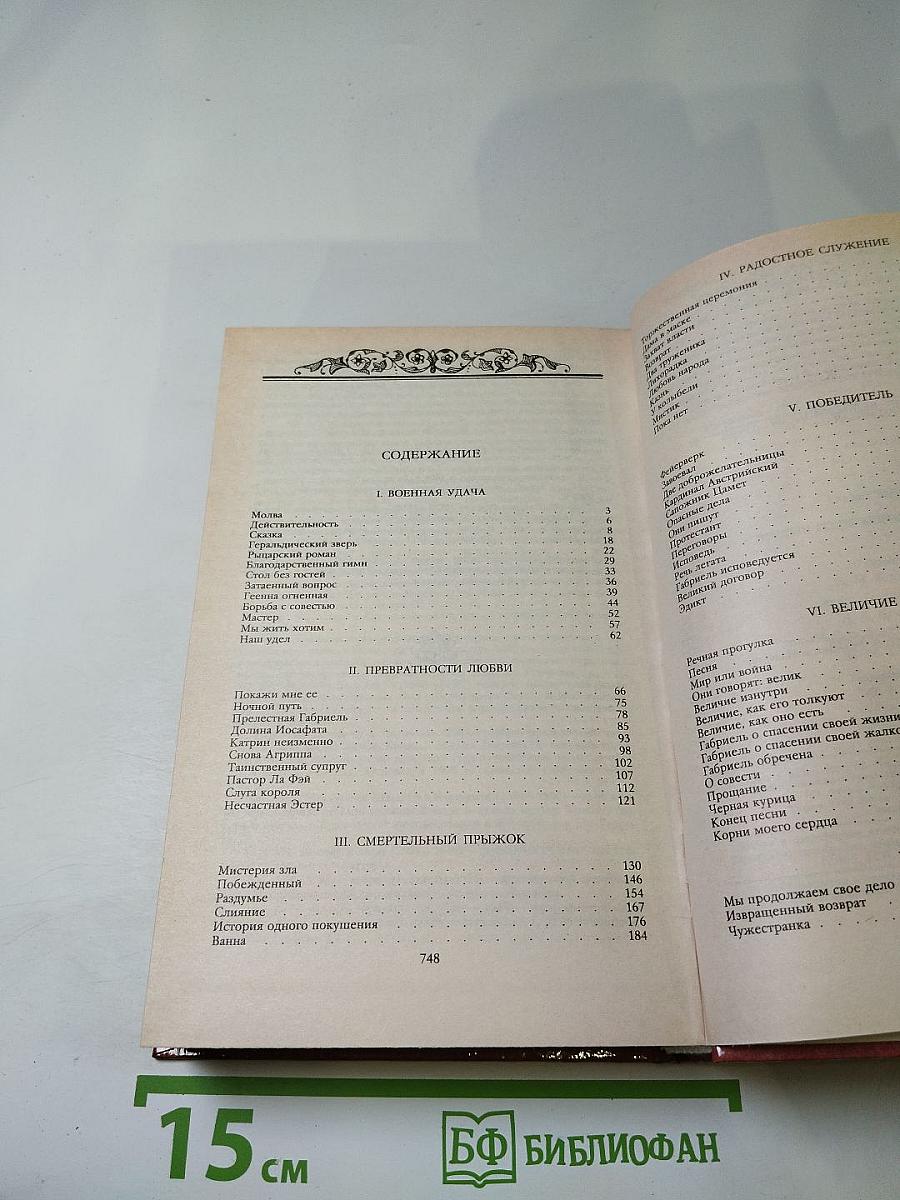 СОДЕРЖАНИЕ
I. ВОЕННАЯ УДАЧА
Молва . . . 3
Действительность . . . 6
Сказка . . . 8
Геральдический зверь . . . 18
Рыцарский роман . . . 22
Благодарственный гимн . . . 29
Стол без гостей . . . 33
Затаенный вопрос . . . 36
Геенна огненная . . . 39
Борьба с совестью . . . 44
Мастер . . . 52
Мы жить хотим . . . 57
Наш удел . . . 62
II. ПРЕВРАТНОСТИ ЛЮБВИ
Покажи мне ее . . . 66
Ночной путь . . . 75
Прелестная Габриель . . . 78
Долина Иосафата . . . 85
Катрин неизменно . . . 93
Снова Агриппа . . . 98
Таинственный супруг . . . 102
Пастор Ла Фэй . . . 107
Слуга короля . . . 112
Несчастная Эстер . . . 121
III. СМЕРТЕЛЬНЫЙ ПРЫЖОК
Мистерия зла . . . 130
Побежденный . . . 146
Раздумье . . . 154
Слияние . . . 167
История одного покушения . . . 176
Ванна . . . 184
748
IV. РАДОСТНОЕ СЛУЖЕНИЕ
Торжественная церемония
Дама в маске
Захват власти
Возврат
Два труженика
Лихорадка
Любовь народа
Казнь
У колыбели
Мистик
Пока нет
V. ПОБЕДИТЕЛЬ
Фейерверк
Завоевал
Две доброжелательницы
Кардинал Австрийский
Сапожник Цамет
Опасные дела
Они пишут
Протестант
Переговоры
Исповедь
Речь легата
Габриель исповедуется
Великий договор
Эдикт
VI. ВЕЛИЧИЕ
Речная прогулка
Песня
Мир или война
Они говорят: велик
Величие изнутри
Величие, как его толкуют
Величие, как оно есть
Габриель о спасении своей жизни
Габриель о спасении своей жалко
Габриель обречена
О совести
Прощание
Черная курица
Конец песни
Корни моего сердца
Мы продолжаем свое дело
Извращенный возврат
Чужестранка
15 см
БФ БИБЛИОФАН